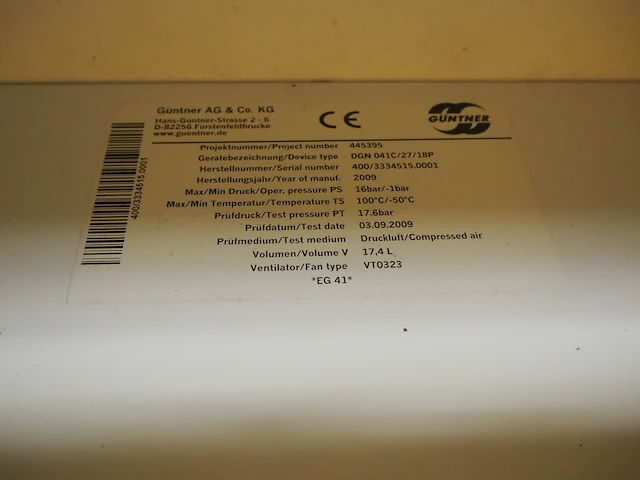 Güntner AG & Co. KG
Hans-Güntner-Strasse 2 - 6
D-82256 Fürstenfeldbrucke
www.guentner.de
CE
GÜNTNER
Projektnummer/Project number 445395
Gerätebezeichnung/Device type DGN 041C/27/18P
Herstellnummer/Serial number 400/3334515.0001
Herstellungsjahr/Year of manuf. 2009
Max/Min Druck/Oper. pressure PS 16bar/-1bar
Max/Min Temperatur/Temperature TS 100°C/-50°C
Prüfdruck/Test pressure PT 17.6bar
Prüfdatum/Test date 03.09.2009
Prüfmedium/Test medium Druckluft/Compressed air
Volumen/Volume V 17,4 L
Ventilator/Fan type VT0323
*EG 41*
400/3334515.0001